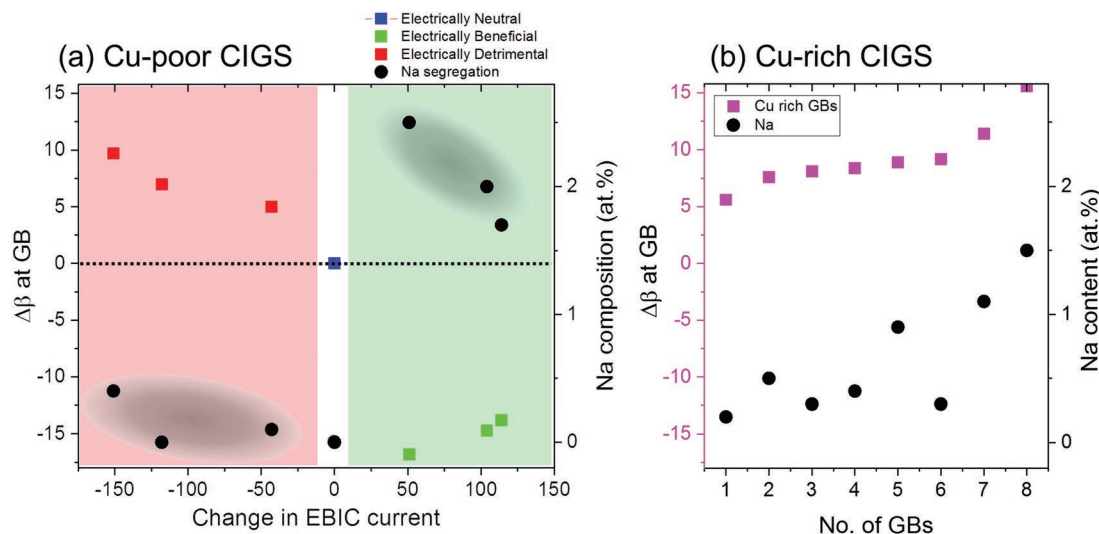 (a) Cu-poor CIGS
Electrically Neutral
Electrically Beneficial
Electrically Detrimental
Na segregation
15
10
5
0
-5
-10
-15
Δβ at GB
2
1
0
Na composition (at.%)
-150 -100 -50 0 50 100 150
Change in EBIC current
(b) Cu-rich CIGS
Cu rich GBs
Na
15
10
5
0
-5
-10
-15
Δβ at GB
2
1
0
Na content (at.%)
1 2 3 4 5 6 7 8
No. of GBs